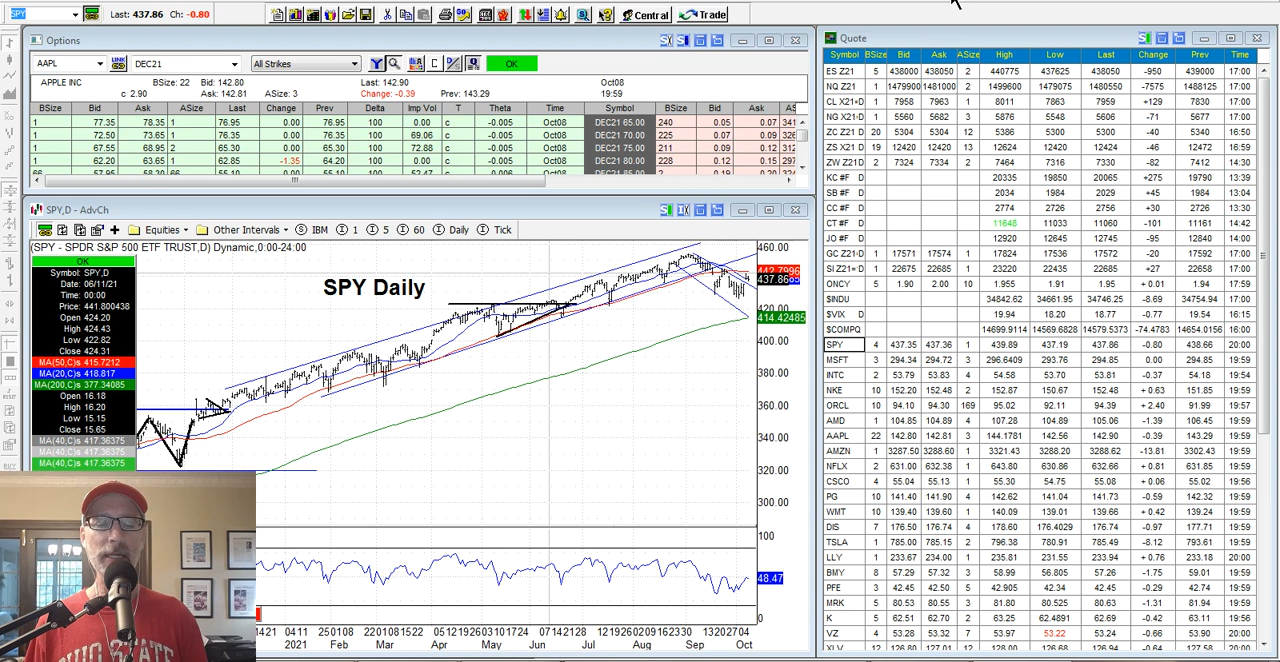 SPY Last: 437.86 Ch: -0.80 Central Trade
Options
AAPL LINK DEC21 All Strikes C OK
APPLE INC BSize: 22 Bid: 142.80 Last: 142.90 Oct08
c 2.90 Ask: 142.81 ASize: 3 Change: -0.39 Prev: 143.29 19:59
BSize Bid Ask ASize Last Change Prev Delta Imp Vol T Theta Time Symbol BSize Bid Ask
1 77.35 78.35 1 76.95 0.00 76.95 100 0.00 c -0.005 Oct08 DEC21 65.00 240 0.05 0.07
1 72.50 73.65 1 71.95 0.00 71.95 100 69.06 c -0.005 Oct08 DEC21 70.00 225 0.07 0.09
1 67.55 68.95 2 65.30 0.00 65.30 100 72.88 c -0.005 Oct08 DEC21 75.00 228 0.09 0.12
1 62.20 63.65 1 62.85 -1.35 64.20 100 0.00 c -0.005 Oct08 DEC21 80.00 228 0.12 0.15
SPY,D - AdvCh
Equities Other Intervals IBM 1 5 60 Daily Tick
(SPY - SPDR S&P 500 ETF TRUST,D) Dynamic,0:00-24:00
OK
Symbol: SPY,D
Date: 06/11/21
Time: 00:00
Price: 441.800438
Open 424.20
High 424.43
Low 422.82
Close 424.31
MA(50,C)s 415.7212
MA(20,C)s 418.817
MA(200,C)s 377.34085
Open 16.18
High 16.20
Low 15.15
Close 15.65
MA(40,C)s 417.36375
MA(40,C)s 417.36375
MA(40,C)s 417.36375
SPY Daily
460.00
442.7996
437.86
420.00
414.42485
400.00
380.00
360.00
340.00
320.00
300.00
100
48.47
0
2021 Feb Mar Apr May Jun Jul Aug Sep Oct
OHIO STATE
Quote
Symbol BSize Bid Ask ASize High Low Last Change Prev Time
ES Z21 5 438000 438050 2 440775 437625 438050 -950 439000 17:00
NQ Z21 1 1479900 1481000 2 1499600 1479075 1480550 -7575 1488125 17:00
CL X21 D 1 7958 7963 1 8011 7863 7959 +129 7830 17:00
NG X21 D 1 5560 5682 3 5876 5548 5606 -71 5677 17:00
ZC Z21 D 20 5304 5304 12 5386 5300 5300 -40 5340 16:50
ZS X21 D 19 12420 12424 13 12620 12420 12424 -46 12472 16:59
ZW Z21 D 2 7324 7334 2 7464 7316 7330 -82 7412 14:30
KC #F D 20335 19850 20065 +275 19790 13:39
SB #F D 2034 1984 2029 +45 1984 13:04
CC #F D 2774 2726 2756 -30 2786 13:30
CT #F D 11648 11033 11060 -101 11161 14:42
JO #F D 12920 12645 12745 -95 12840 14:00
GC Z21 D 1 17571 17574 1 17824 17536 17572 -20 17592 17:00
SI Z21 D 1 22675 22685 1 23220 22435 22685 +27 22658 17:00
ONCY 5 1.90 2.00 10 1.955 1.91 1.95 + 0.01 1.94 17:57
$INDU 34842.62 34661.95 34746.25 -8.69 34754.94 17:00
$VIX D 19.94 18.20 18.77 -0.77 19.54 16:15
$COMPQ 14699.9114 14569.6828 14579.5373 -74.4783 14654.0156 16:00
SPY 4 437.35 437.36 1 439.89 437.19 437.86 -0.80 438.66 20:00
MSFT 3 294.34 294.72 3 296.6409 293.76 294.85 0.00 294.85 19:59
INTC 2 53.79 53.83 4 54.58 53.70 53.81 -0.37 54.18 19:54
NKE 10 152.20 152.48 1 152.87 150.67 152.48 + 0.63 151.85 19:59
ORCL 10 94.10 94.30 169 95.02 92.11 94.39 + 2.40 91.99 19:57
AMD 1 104.85 104.89 4 107.28 104.89 105.06 -1.39 106.45 19:59
AAPL 22 142.80 142.81 3 144.1781 142.56 142.90 -0.39 143.29 19:59
AMZN 1 3287.50 3288.60 1 3321.43 3288.20 3288.62 -13.81 3302.43 19:59
NFLX 2 631.00 632.38 1 643.80 630.86 632.66 + 0.81 631.85 19:59
CSCO 4 55.04 55.13 1 55.30 54.75 55.08 + 0.06 55.02 19:56
PG 10 141.40 141.90 4 142.62 141.04 141.73 -0.59 142.32 19:59
WMT 10 139.39 139.60 1 140.09 139.01 139.66 + 0.42 139.24 19:59
DIS 7 176.50 176.74 4 178.60 176.4029 176.74 -0.97 177.71 19:59
TSLA 1 785.00 785.15 2 796.38 780.91 785.49 -8.12 793.61 19:59
LLY 1 233.67 234.00 1 235.81 231.55 233.94 + 0.76 233.18 20:00
BMY 8 57.29 57.32 3 58.99 56.805 57.26 -1.75 59.01 19:59
PFE 3 42.45 42.50 3 42.905 42.34 42.45 -0.29 42.74 19:59
MRK 5 80.53 80.55 3 81.80 80.525 80.63 -1.31 81.94 19:59
K 5 62.51 62.70 2 63.25 62.4891 62.69 -0.42 63.11 19:56
VZ 4 53.28 53.32 7 53.97 53.22 53.24 -0.66 53.90 19:59